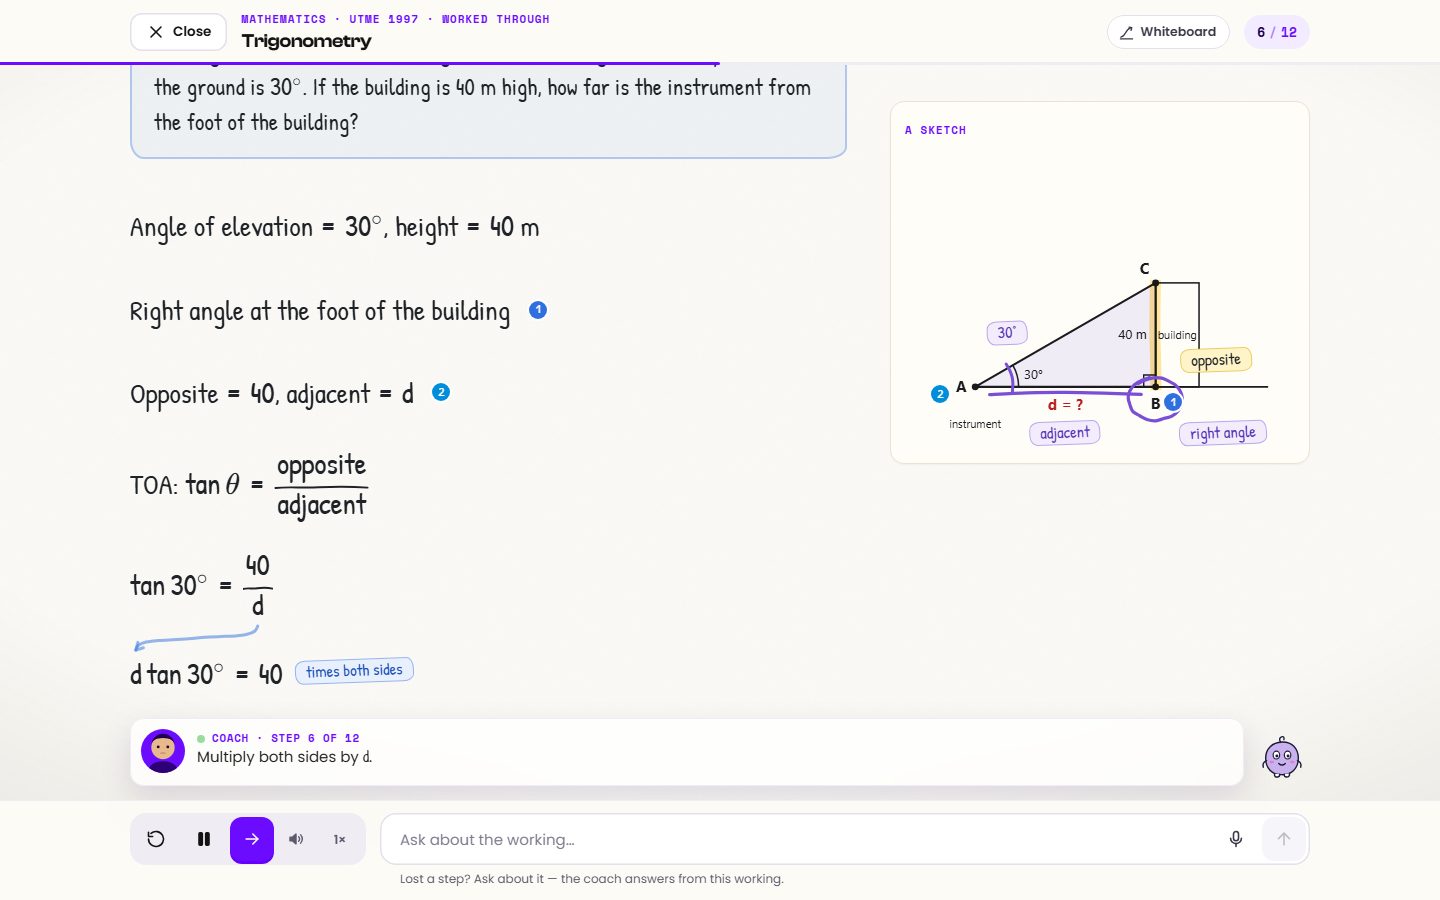 Close
MATHEMATICS · UTME 1997 · WORKED THROUGH
Trigonometry
Whiteboard
6 / 12
the ground is 30°. If the building is 40 m high, how far is the instrument from
the foot of the building?
Angle of elevation = 30°, height = 40 m
Right angle at the foot of the building 1
Opposite = 40, adjacent = d 2
TOA: tan θ = opposite / adjacent
tan 30° = 40 / d
d tan 30° = 40 times both sides
A SKETCH
C
30°
40 m
building
opposite
30°
2 A
d = ?
B 1
instrument
adjacent
right angle
COACH · STEP 6 OF 12
Multiply both sides by d.
1×
Ask about the working...
Lost a step? Ask about it — the coach answers from this working.